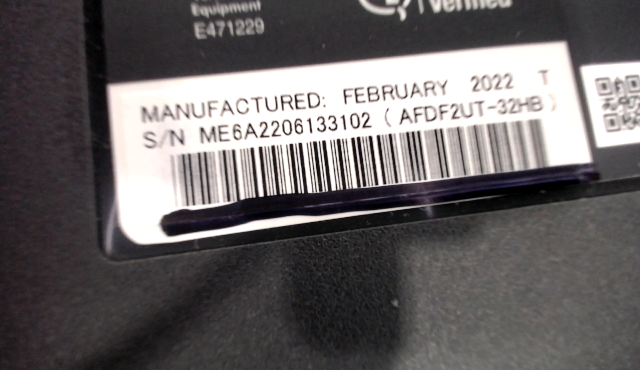 Equipment
E471229
Verified
MANUFACTURED: FEBRUARY 2022 T
S/N ME6A2206133102 (AFDF2UT-32HB)